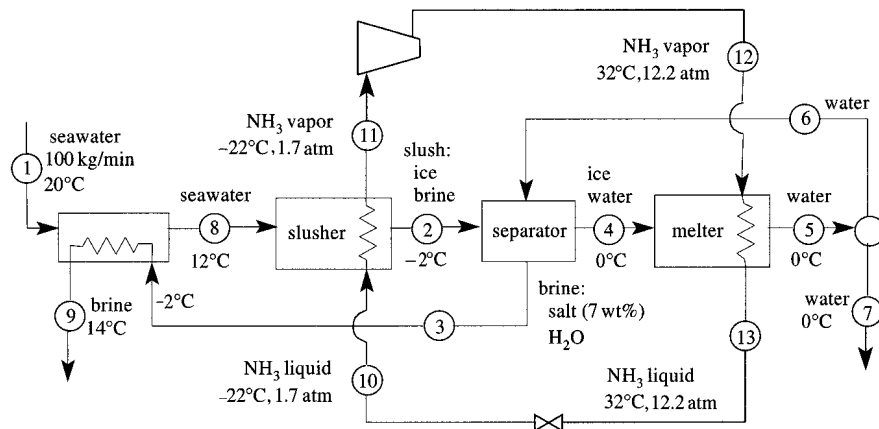 NH₃ vapor
32°C, 12.2 atm
12
NH₃ vapor
–22°C, 1.7 atm
11
6
water
seawater
100 kg/min
20°C
1
slush:
ice
brine
ice
water
seawater
8
12°C
slusher
2
–2°C
separator
4
0°C
melter
water
5
0°C
9
brine
14°C
–2°C
3
brine:
salt (7 wt%)
H₂O
water
0°C
7
NH₃ liquid
–22°C, 1.7 atm
10
NH₃ liquid
32°C, 12.2 atm
13